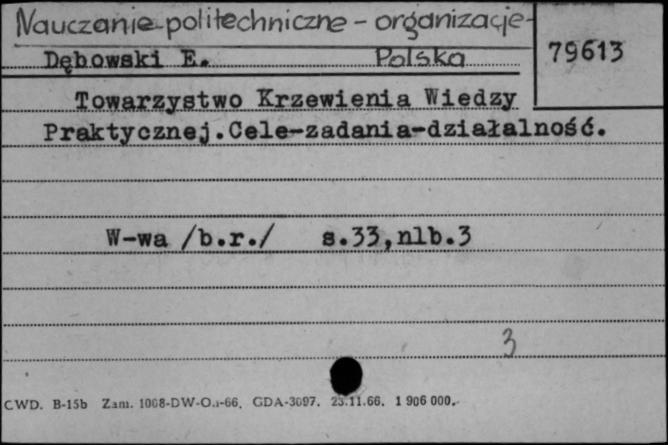 Nauczanie politechniczne - organizacje -
Dębowski E. Polska
79613
Towarzystwo Krzewienia Wiedzy
Praktycznej.Cele-zadania-działalność.
W-wa /b.r./ s.33,nlb.3
3
CWD. B-15b Zam. 1008-DW-O.-66. GDA-3097. 23.11.66. 1 906 000.